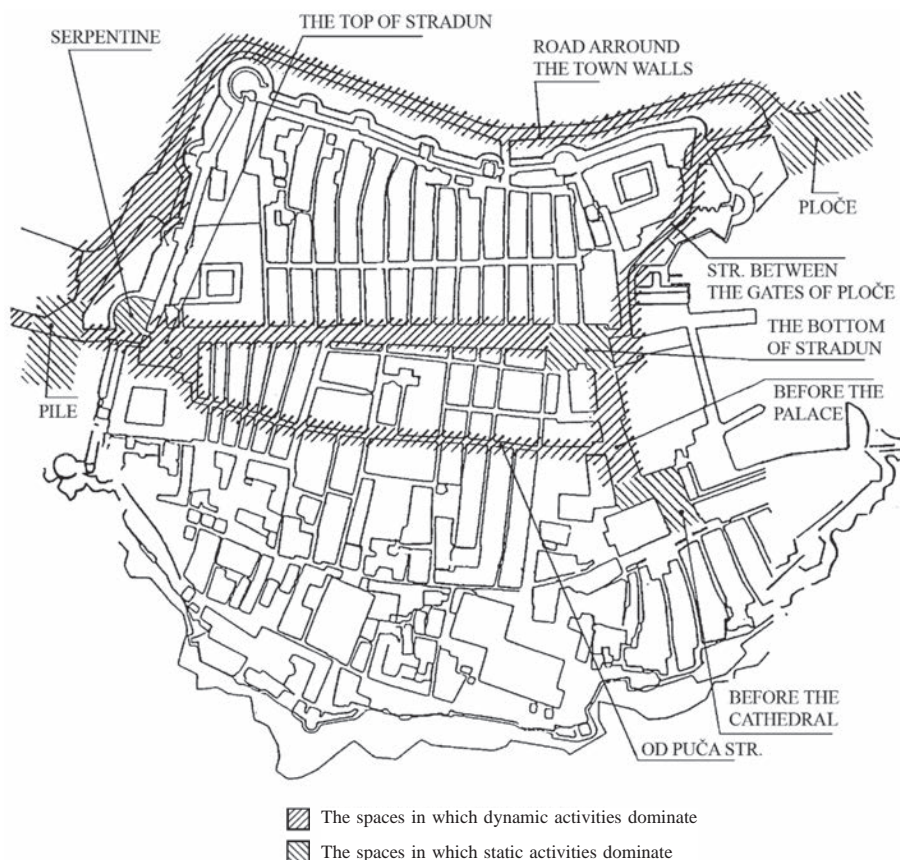 THE TOP OF STRADUN
SERPENTINE
ROAD ARROUND
THE TOWN WALLS
PLOČE
STR. BETWEEN
THE GATES OF PLOČE
THE BOTTOM
OF STRADUN
PILE
BEFORE THE
PALACE
BEFORE THE
CATHEDRAL
OD PUČA STR.
The spaces in which dynamic activities dominate
The spaces in which static activities dominate